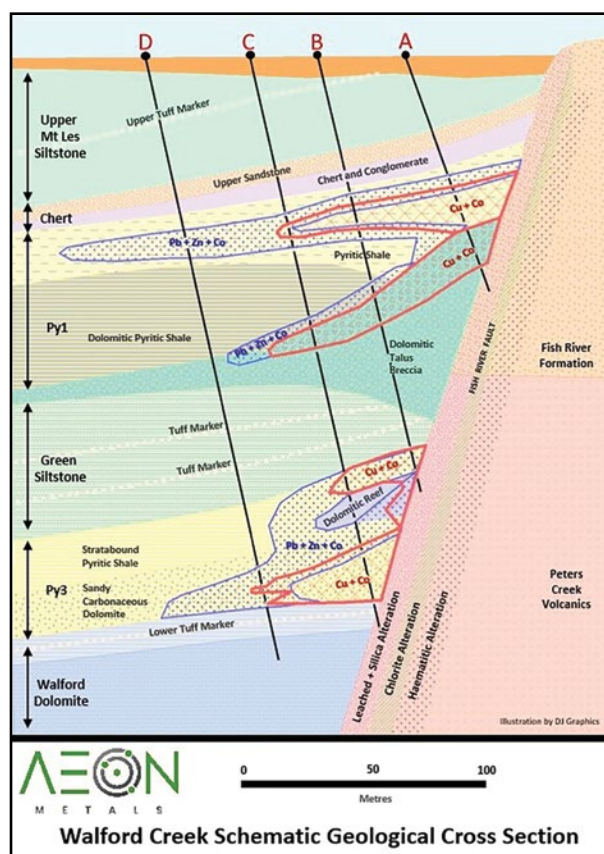 D
C
B
A
Upper
Mt Les
Siltstone
Chert
Py1
Green
Siltstone
Py3
Walford
Dolomite
Upper Tuff Marker
Upper Sandstone
Chert and Conglomerate
Cu + Co
Pb + Zn + Co
Pyritic Shale
Cu + Co
Dolomitic Pyritic Shale
Pb + Zn + Co
Dolomitic
Talus
Breccia
FISH RIVER FAULT
Fish River
Formation
Tuff Marker
Tuff Marker
Cu + Co
Dolomitic Reef
Pb + Zn + Co
Stratabound
Pyritic Shale
Sandy
Carbonaceous
Dolomite
Cu + Co
Lower Tuff Marker
Leached + Silica Alteration
Chlorite Alteration
Haematitic Alteration
Peters
Creek
Volcanics
Illustration by DJ Graphics
AEON
METALS
0 50 100
Metres
Walford Creek Schematic Geological Cross Section